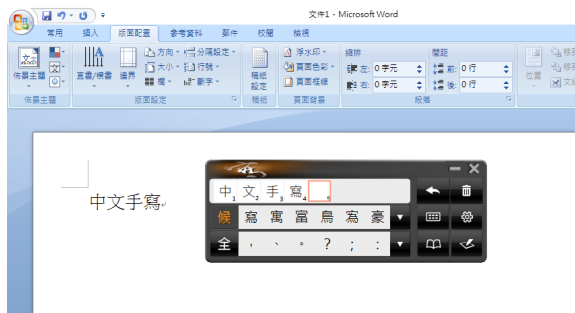 文件1 - Microsoft Word
常用 插入 版面配置 參考資料 郵件 校閱 檢視
佈景主題 直書/橫書 邊界 方向 大小 欄 分隔設定 行號 斷字 稿紙設定 浮水印 頁面色彩 頁面框線 縮排 左: 0 字元 右: 0 字元 間距 前: 0 行 後: 0 行 位置
佈景主題 版面設定 稿紙 頁面背景 段落
中文手寫
中1 文2 手3 寫4 5
候 寫 寓 富 鳥 寫 豪
全 , 、 。 ? ; :